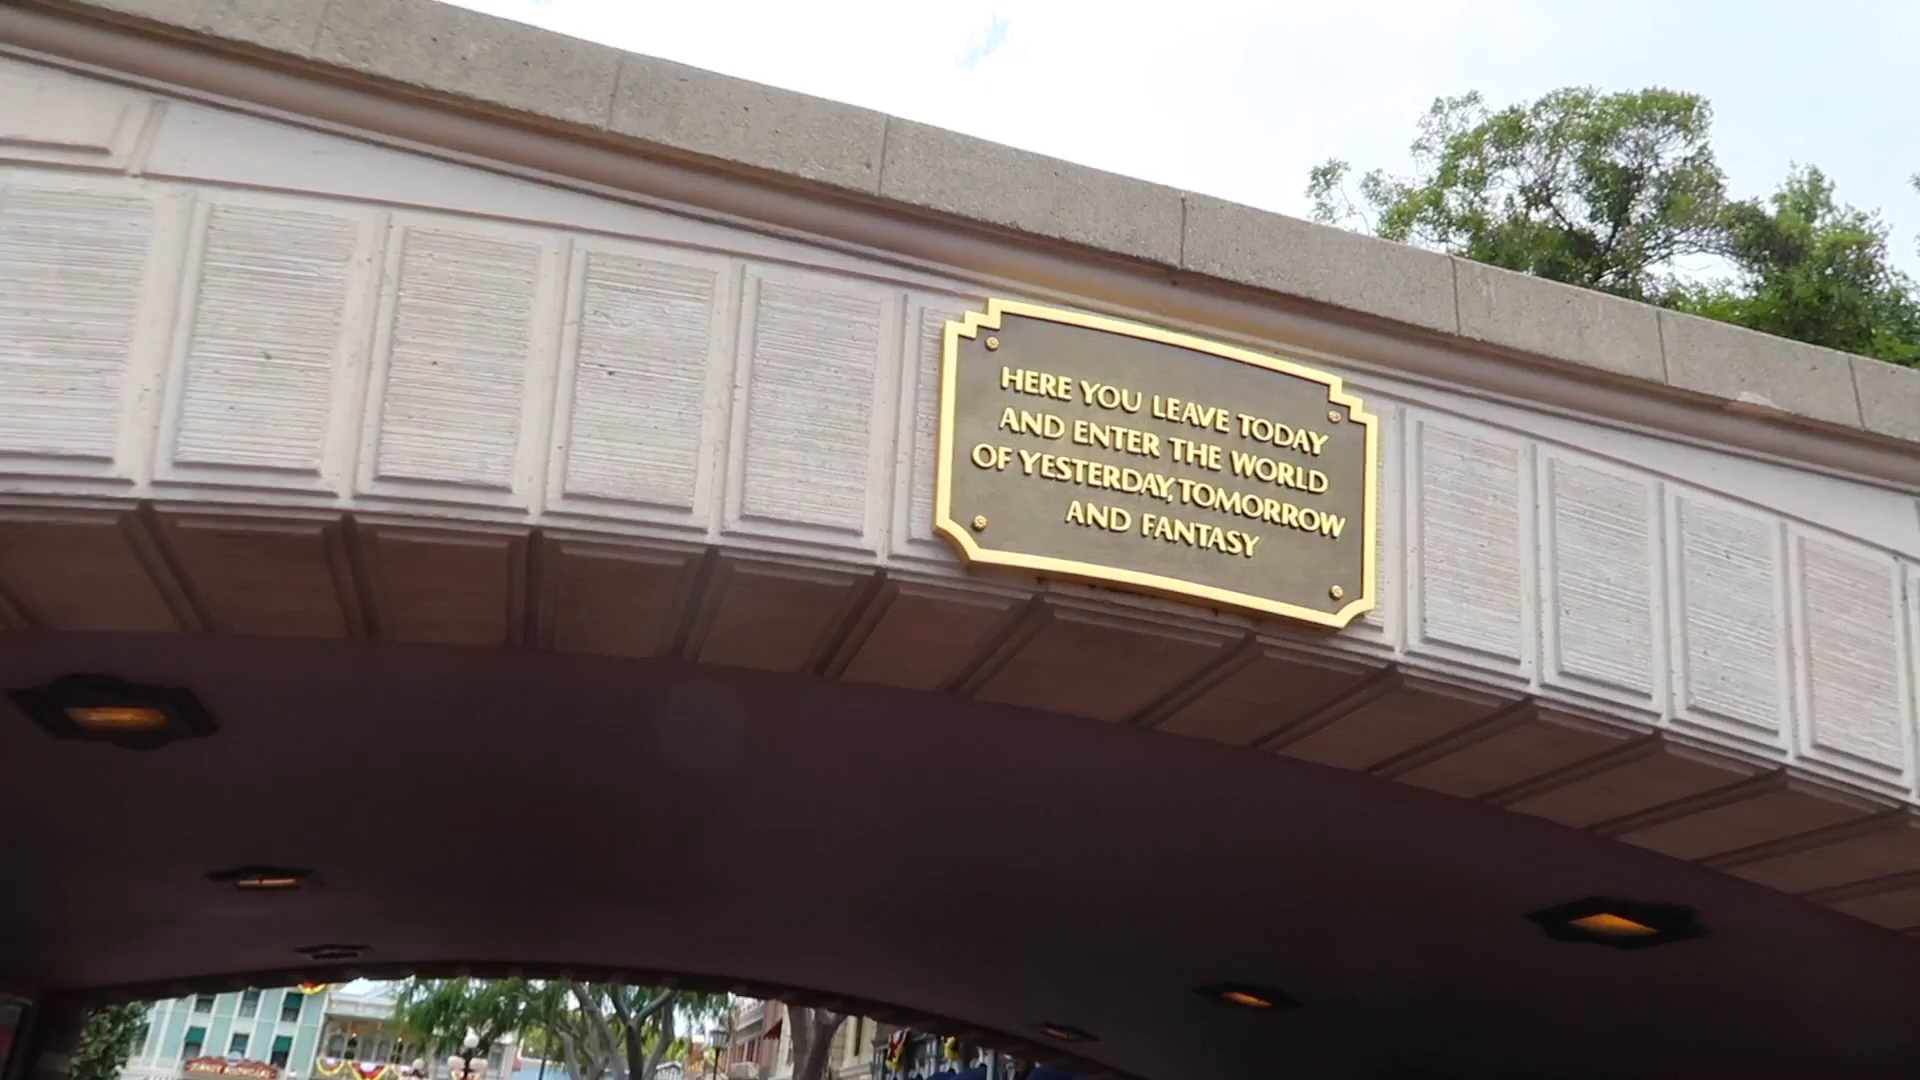 HERE YOU LEAVE TODAY
AND ENTER THE WORLD
OF YESTERDAY, TOMORROW
AND FANTASY